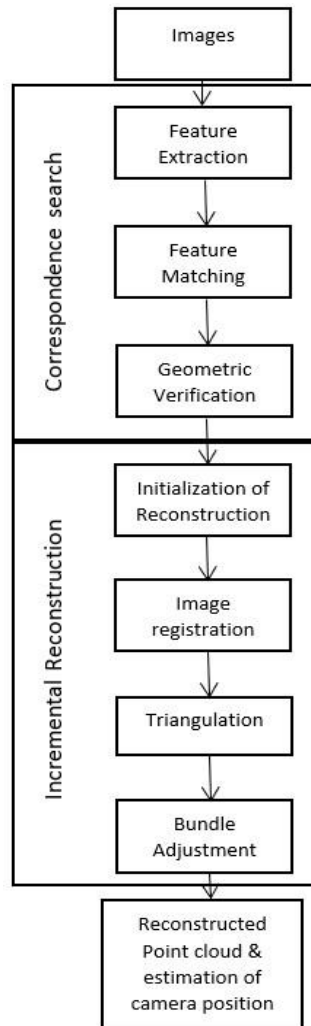 Images
Correspondence search
Feature
Extraction
Feature
Matching
Geometric
Verification
Incremental Reconstruction
Initialization of
Reconstruction
Image
registration
Triangulation
Bundle
Adjustment
Reconstructed
Point cloud &
estimation of
camera position